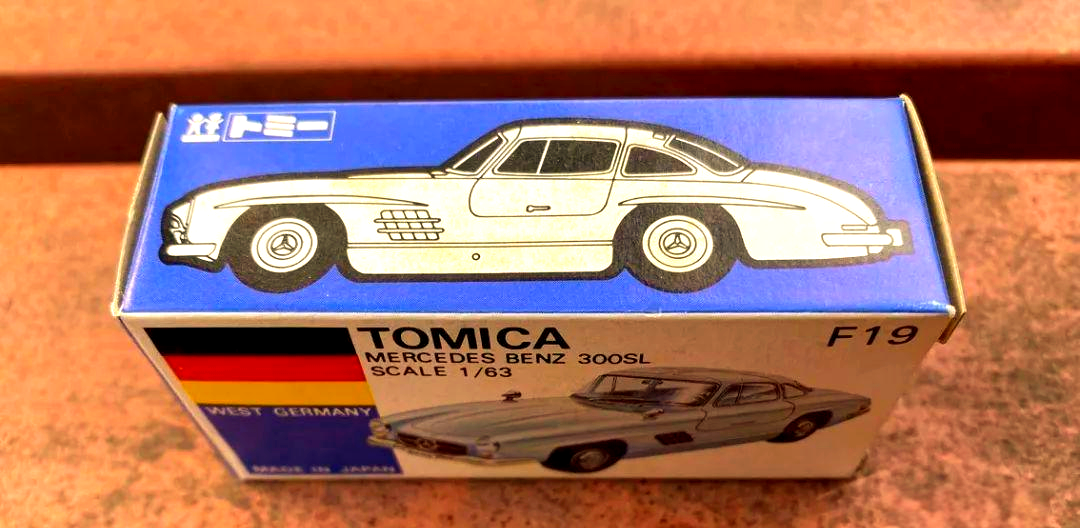 トミー
TOMICA
F19
MERCEDES BENZ 300SL
SCALE 1/63
WEST GERMANY
MADE IN JAPAN